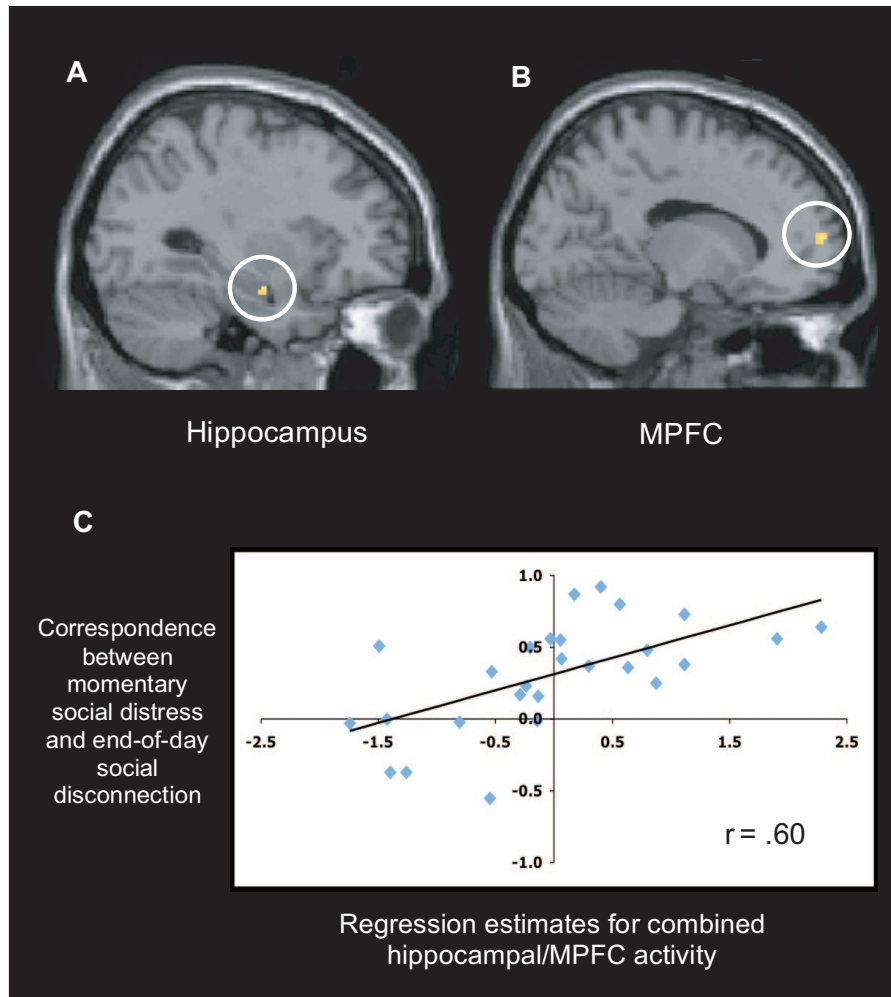 A
B
Hippocampus
MPFC
C
Correspondence
between
momentary
social distress
and end-of-day
social
disconnection
1.0
0.5
0.0
-2.5
-1.5
-0.5
0.5
1.5
2.5
-0.5
-1.0
r = .60
Regression estimates for combined
hippocampal/MPFC activity